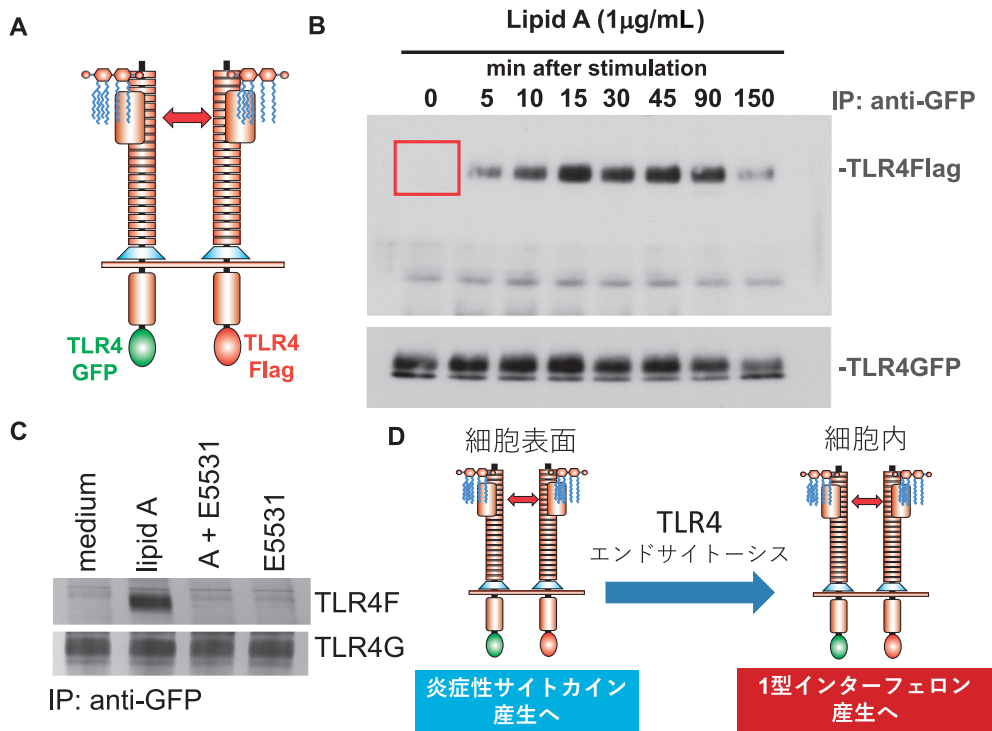 A
TLR4
GFP
TLR4
Flag
B
Lipid A (1μg/mL)
min after stimulation
0 5 10 15 30 45 90 150 IP: anti-GFP
-TLR4Flag
-TLR4GFP
C
medium
lipid A
A + E5531
E5531
TLR4F
TLR4G
IP: anti-GFP
D
細胞表面
細胞内
TLR4
エンドサイトーシス
炎症性サイトカイン
産生へ
1型インターフェロン
産生へ